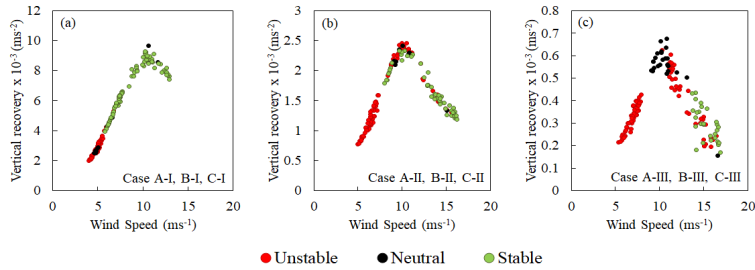 (a)
Vertical recovery x 10⁻³ (ms⁻²)
12
10
8
6
4
2
0
0 5 10 15 20
Case A-I, B-I, C-I
Wind Speed (ms⁻¹)
(b)
Vertical recovery x 10⁻³ (ms⁻²)
3
2.5
2
1.5
1
0.5
0
0 5 10 15 20
Case A-II, B-II, C-II
Wind Speed (ms⁻¹)
(c)
Vertical recovery x 10⁻³ (ms⁻²)
0.8
0.7
0.6
0.5
0.4
0.3
0.2
0.1
0
0 5 10 15 20
Case A-III, B-III, C-III
Wind Speed (ms⁻¹)
Unstable Neutral Stable